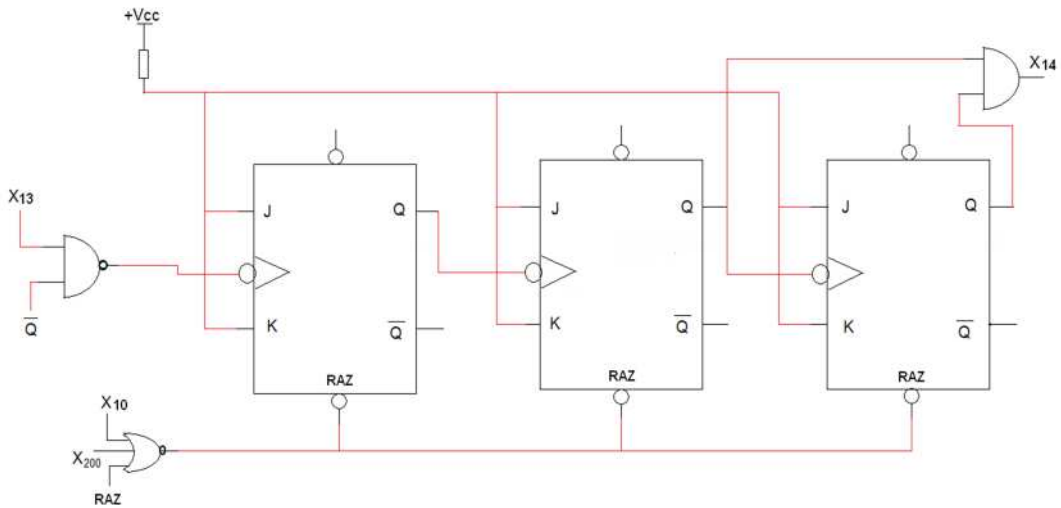 +Vcc
X14
X13
J
Q
J
Q
J
Q
Q̅
K
Q̅
K
Q̅
K
Q̅
RAZ
RAZ
RAZ
X10
X200
RAZ